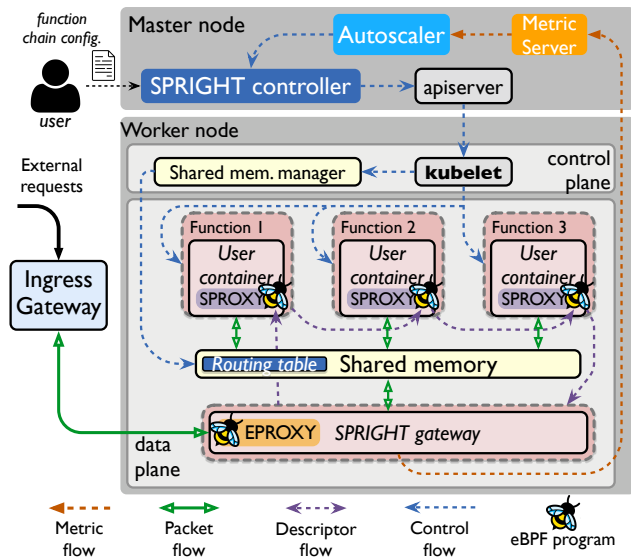 function
chain config.
user
Master node
Autoscaler
Metric
Server
SPRIGHT controller
apiserver
Worker node
control
plane
Shared mem. manager
kubelet
External
requests
Ingress
Gateway
Function 1
User
container
SPROXY
Function 2
User
container
SPROXY
Function 3
User
container
SPROXY
Routing table
Shared memory
EPROXY
SPRIGHT gateway
data
plane
Metric
flow
Packet
flow
Descriptor
flow
Control
flow
eBPF program